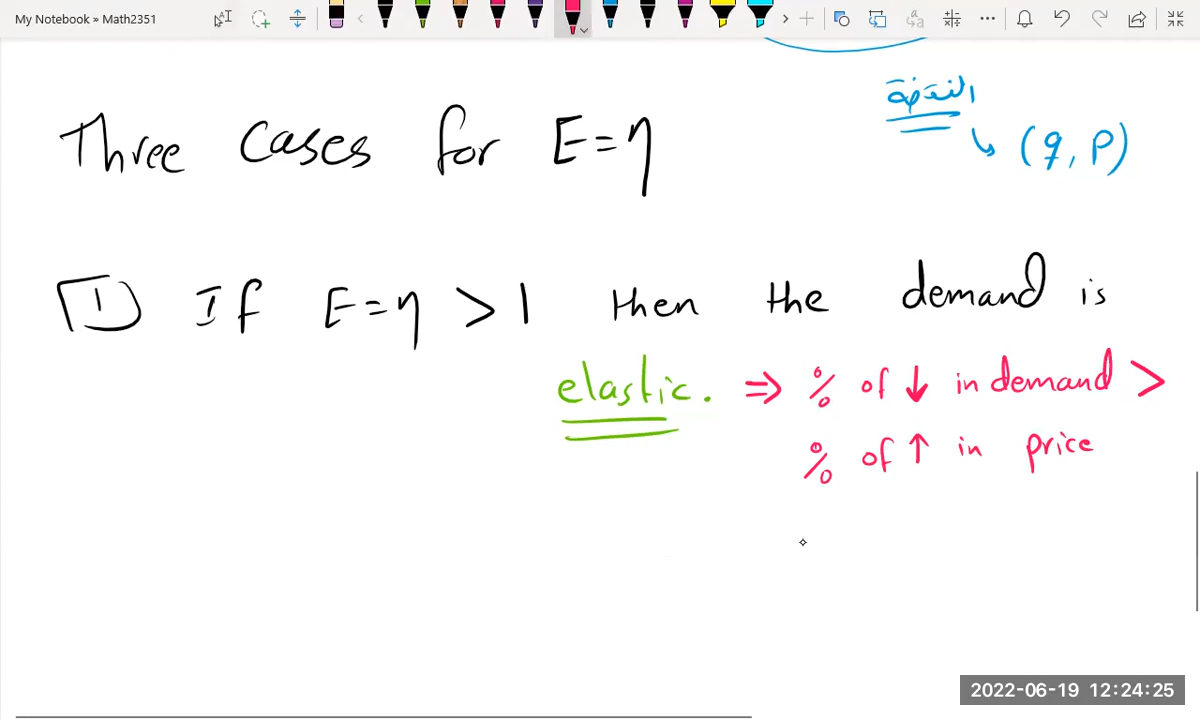 My Notebook » Math2351
النقطة
(q, p)
Three cases for E=η
1 If E=η > 1 then the demand is
elastic. ⇒ % of ↓ in demand >
% of ↑ in price
2022-06-19 12:24:25